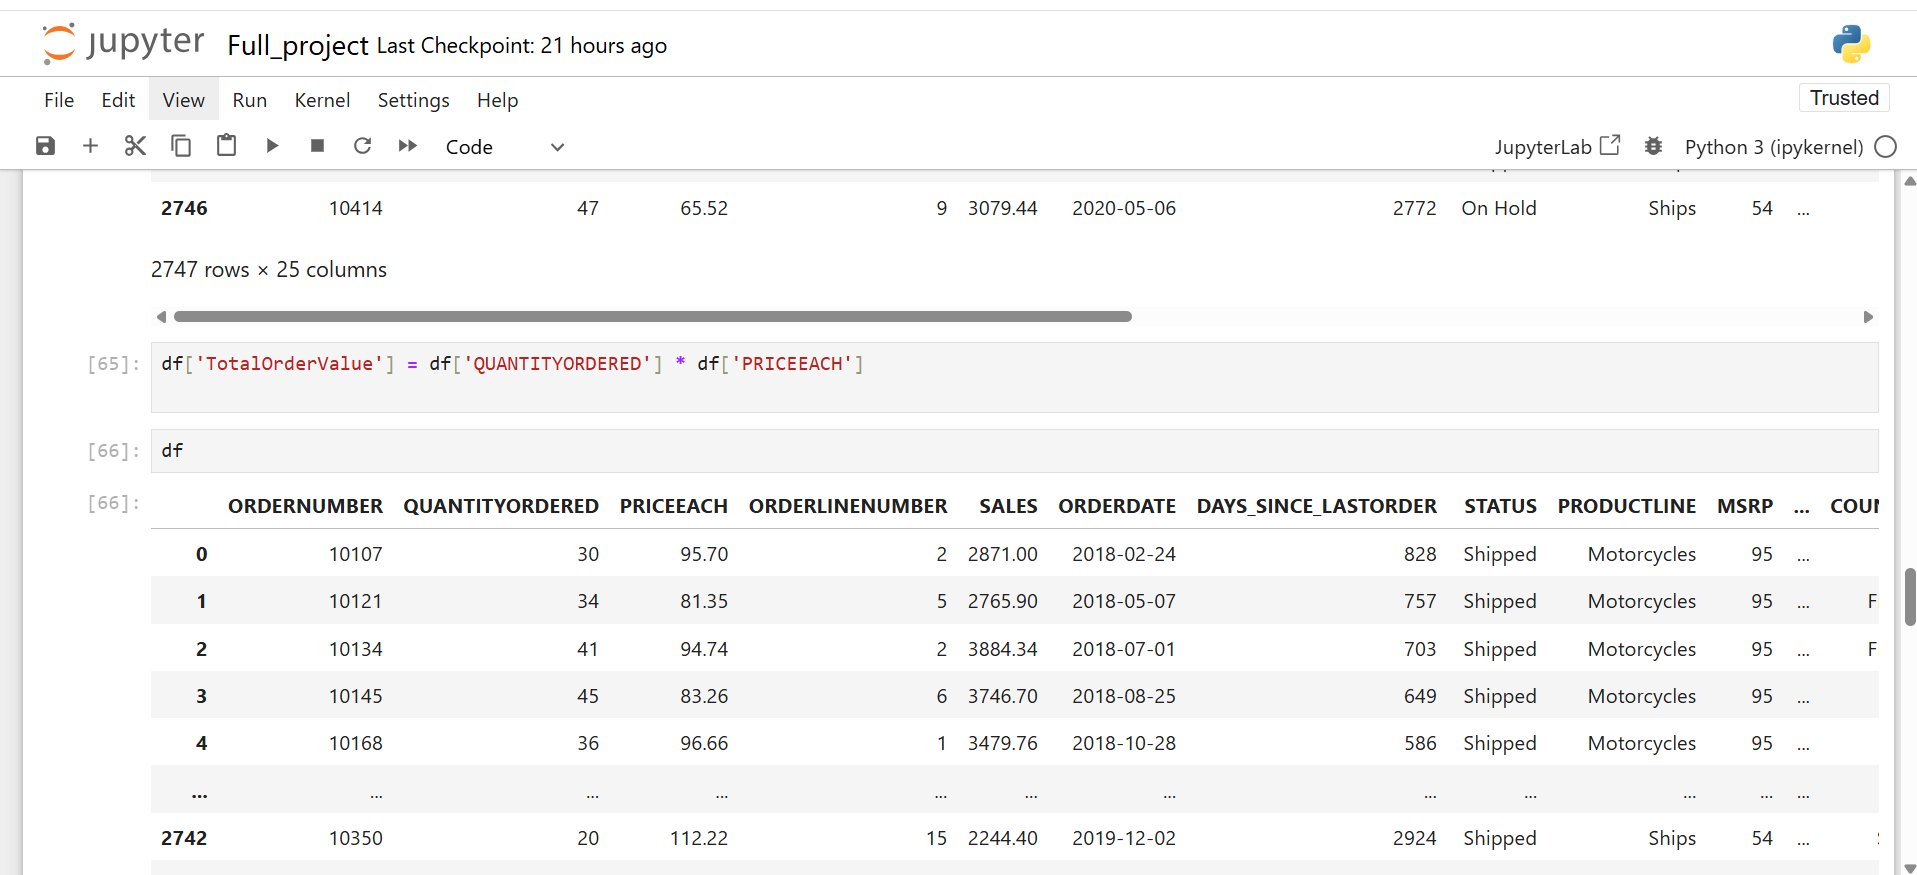 jupyter Full_project Last Checkpoint: 21 hours ago
File Edit View Run Kernel Settings Help Trusted
Code JupyterLab Python 3 (ipykernel)
2746 10414 47 65.52 9 3079.44 2020-05-06 2772 On Hold Ships 54 ...
2747 rows × 25 columns
[65]: df['TotalOrderValue'] = df['QUANTITYORDERED'] * df['PRICEEACH']
[66]: df
[66]: ORDERNUMBER QUANTITYORDERED PRICEEACH ORDERLINENUMBER SALES ORDERDATE DAYS_SINCE_LASTORDER STATUS PRODUCTLINE MSRP ... COUN
0 10107 30 95.70 2 2871.00 2018-02-24 828 Shipped Motorcycles 95 ...
1 10121 34 81.35 5 2765.90 2018-05-07 757 Shipped Motorcycles 95 ... F
2 10134 41 94.74 2 3884.34 2018-07-01 703 Shipped Motorcycles 95 ... F
3 10145 45 83.26 6 3746.70 2018-08-25 649 Shipped Motorcycles 95 ...
4 10168 36 96.66 1 3479.76 2018-10-28 586 Shipped Motorcycles 95 ...
... ... ... ... ... ... ... ... ... ... ... ...
2742 10350 20 112.22 15 2244.40 2019-12-02 2924 Shipped Ships 54 ...